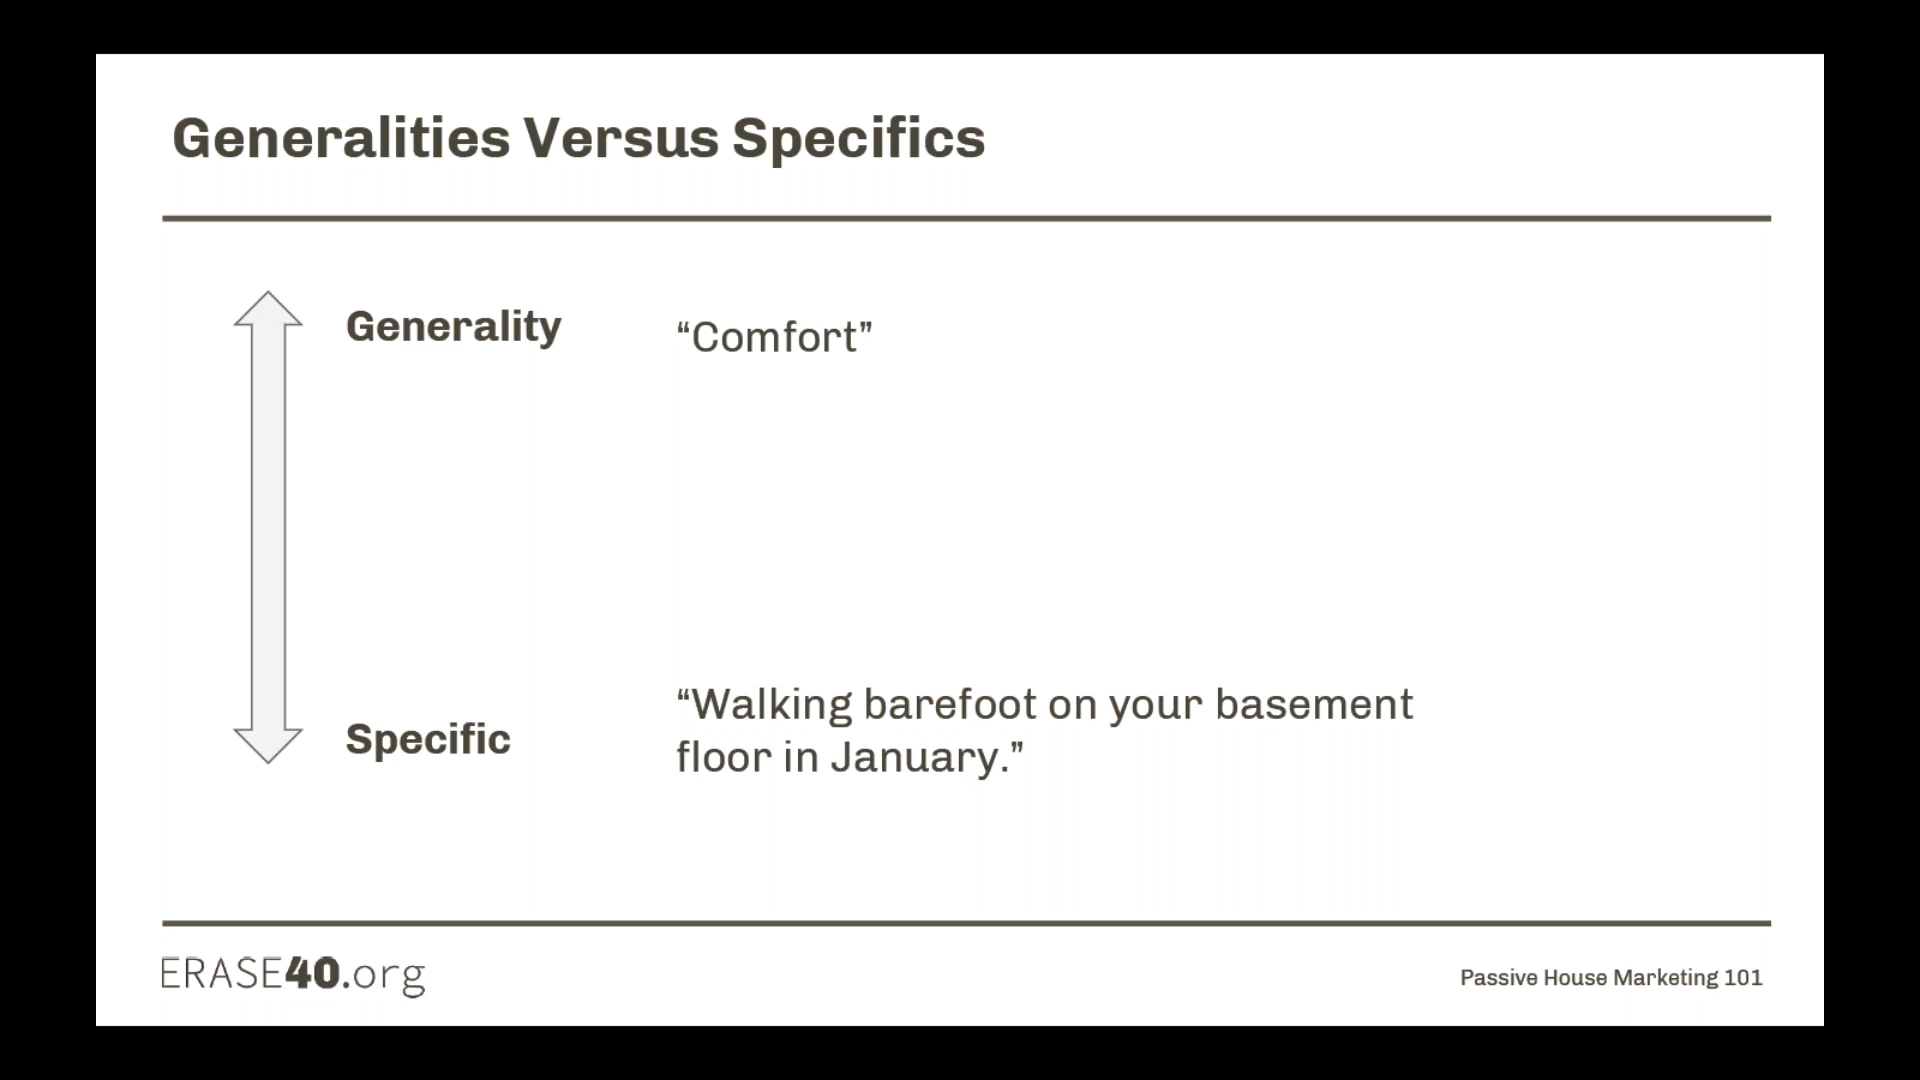 Generalities Versus Specifics
Generality
“Comfort”
Specific
“Walking barefoot on your basement
floor in January.”
ERASE40.org
Passive House Marketing 101